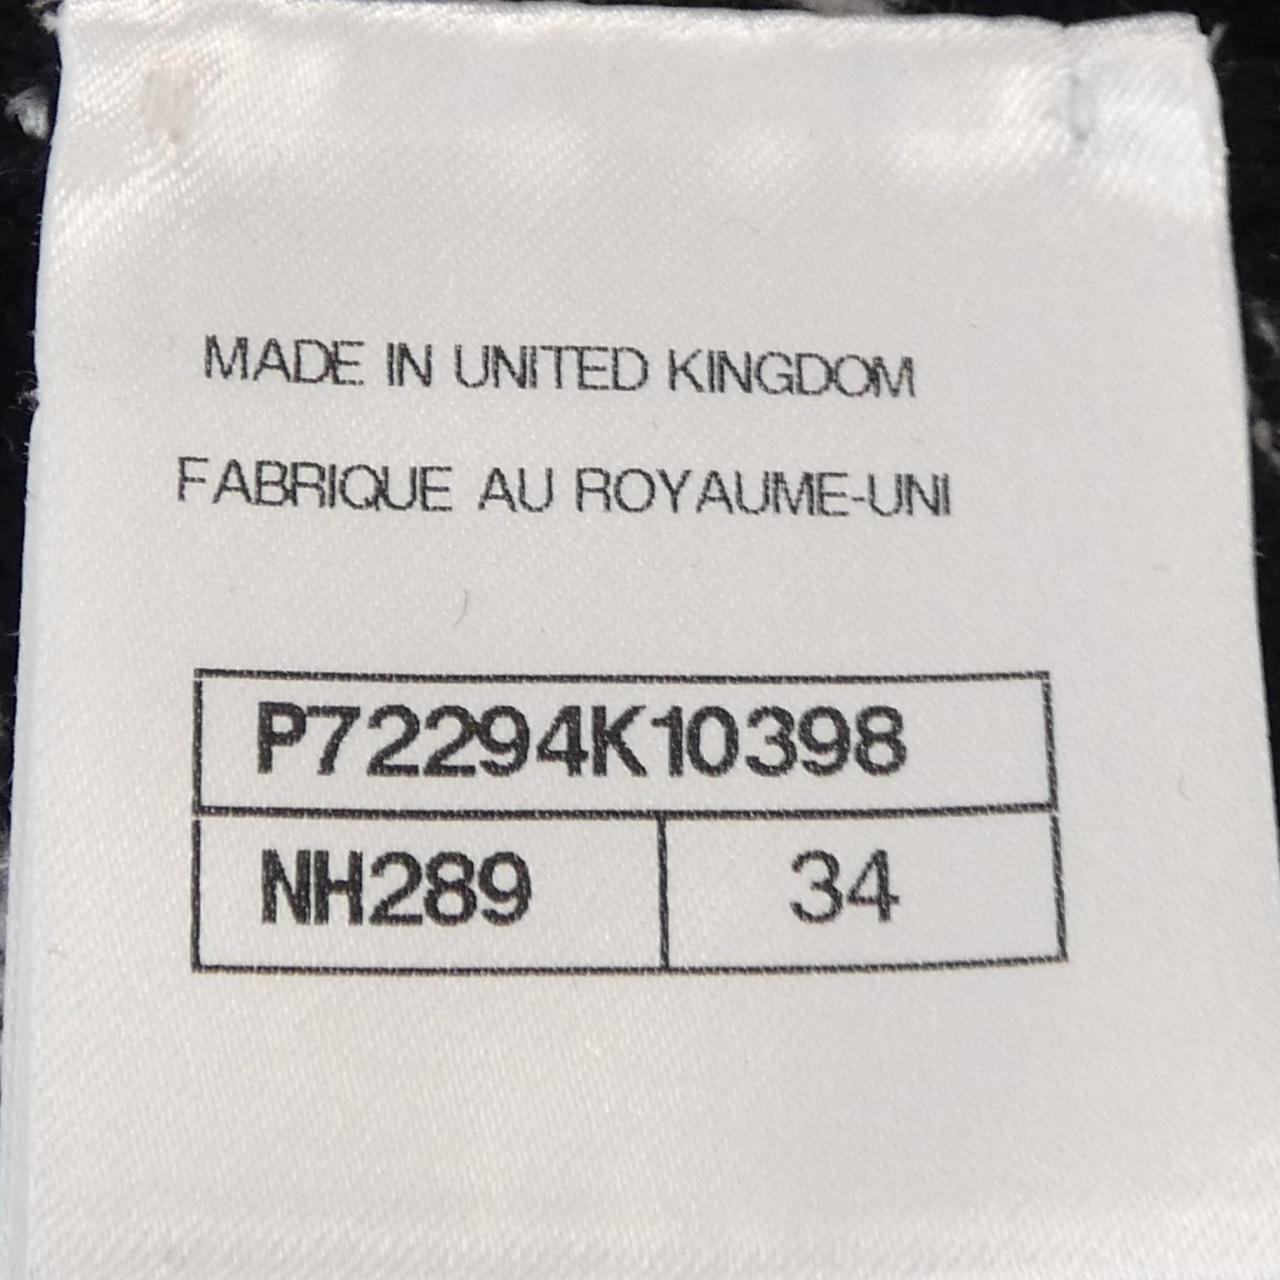 MADE IN UNITED KINGDOM
FABRIQUE AU ROYAUME-UNI
P72294K10398
NH289 34